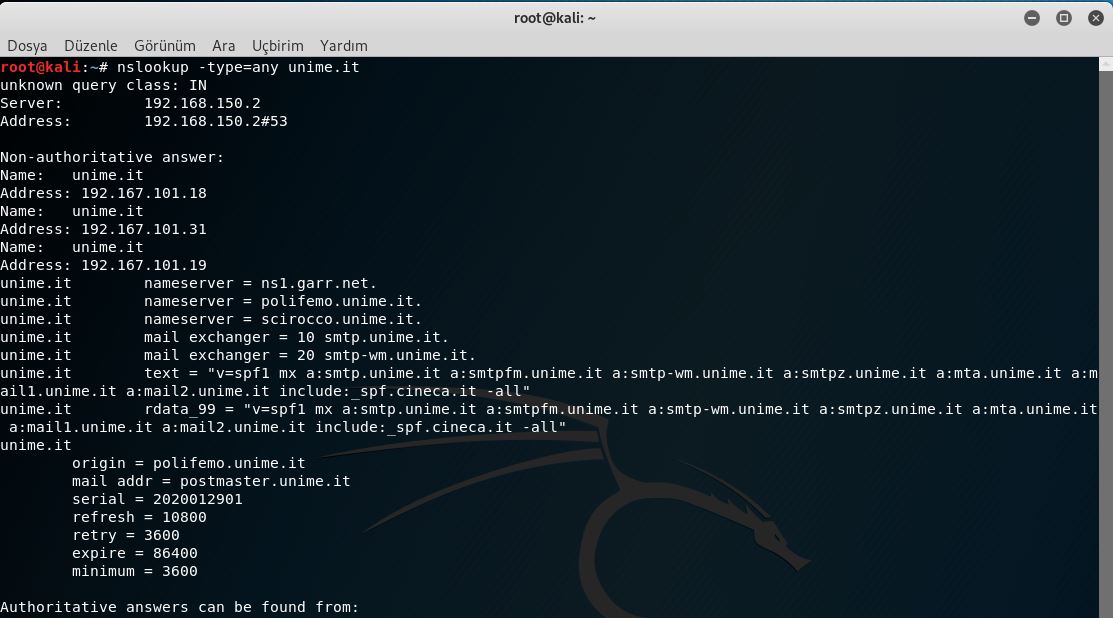 root@kali: ~
Dosya Düzenle Görünüm Ara Uçbirim Yardım
root@kali:~# nslookup -type=any unime.it
unknown query class: IN
Server:         192.168.150.2
Address:        192.168.150.2#53

Non-authoritative answer:
Name:   unime.it
Address: 192.167.101.18
Name:   unime.it
Address: 192.167.101.31
Name:   unime.it
Address: 192.167.101.19
unime.it        nameserver = ns1.garr.net.
unime.it        nameserver = polifemo.unime.it.
unime.it        nameserver = scirocco.unime.it.
unime.it        mail exchanger = 10 smtp.unime.it.
unime.it        mail exchanger = 20 smtp-wm.unime.it.
unime.it        text = "v=spf1 mx a:smtp.unime.it a:smtpfm.unime.it a:smtp-wm.unime.it a:smtpz.unime.it a:mta.unime.it a:m
ail1.unime.it a:mail2.unime.it include:_spf.cineca.it -all"
unime.it        rdata_99 = "v=spf1 mx a:smtp.unime.it a:smtpfm.unime.it a:smtp-wm.unime.it a:smtpz.unime.it a:mta.unime.it
 a:mail1.unime.it a:mail2.unime.it include:_spf.cineca.it -all"
unime.it
        origin = polifemo.unime.it
        mail addr = postmaster.unime.it
        serial = 2020012901
        refresh = 10800
        retry = 3600
        expire = 86400
        minimum = 3600

Authoritative answers can be found from: